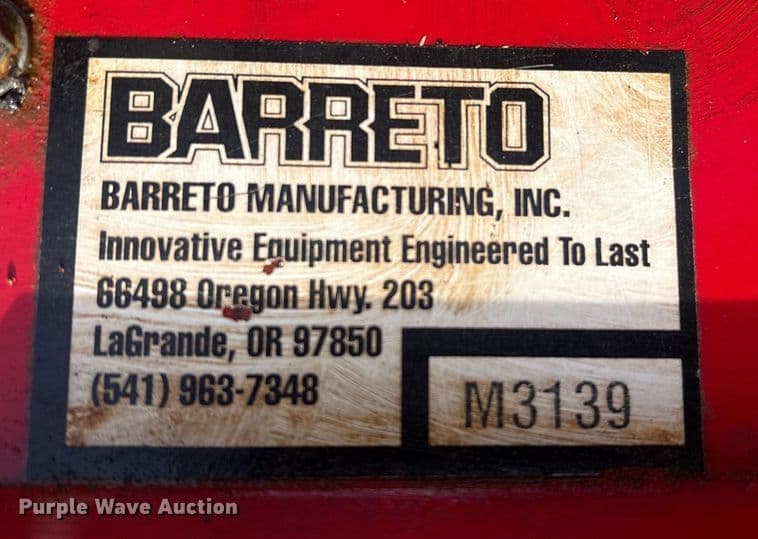 BARRETO
BARRETO MANUFACTURING, INC.
Innovative Equipment Engineered To Last
66498 Oregon Hwy. 203
LaGrande, OR 97850
(541) 963-7348
M3139
Purple Wave Auction